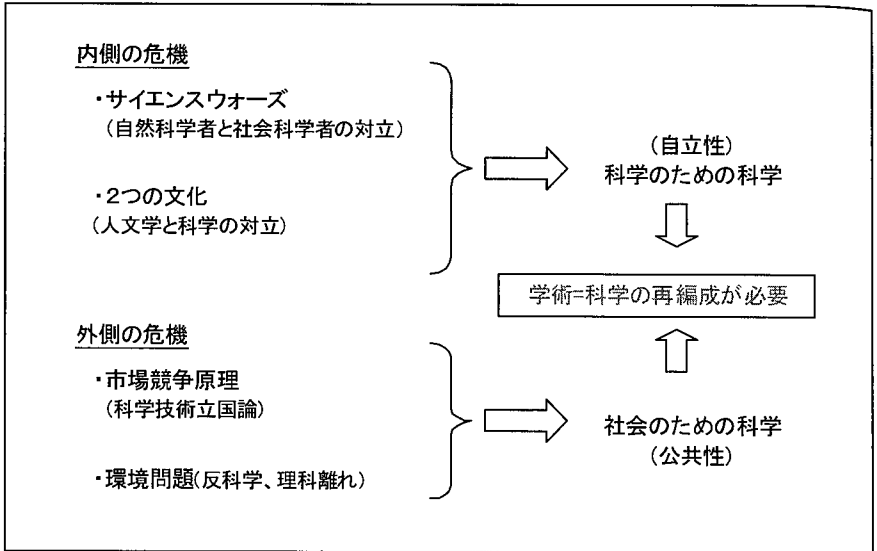 内側の危機
・サイエンスウォーズ
(自然科学者と社会科学者の対立)
・2つの文化
(人文学と科学の対立)
(自立性)
科学のための科学
学術=科学の再編成が必要
外側の危機
・市場競争原理
(科学技術立国論)
・環境問題(反科学、理科離れ)
社会のための科学
(公共性)